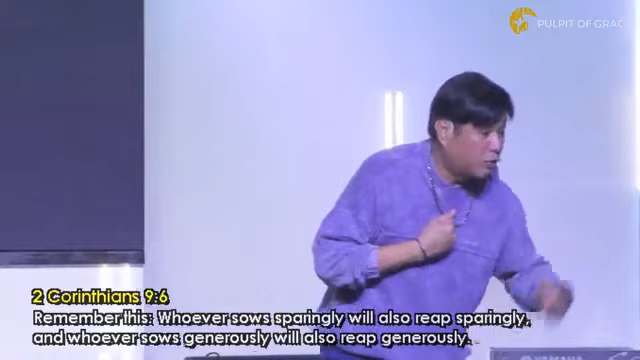 PULPIT OF GRAC
2 Corinthians 9:6
Remember this: Whoever sows sparingly will also reap sparingly,
and whoever sows generously will also reap generously.
YAMAHA